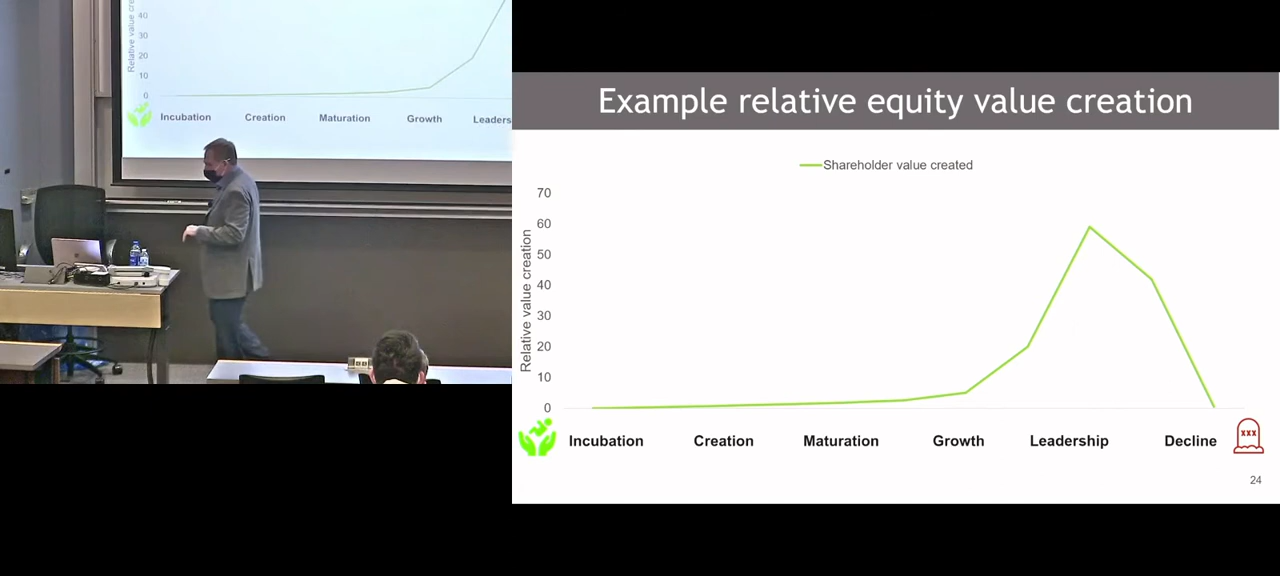 Relative value cre
40
30
20
10
0
Incubation
Creation
Maturation
Growth
Leaders
Example relative equity value creation
Shareholder value created
Relative value creation
70
60
50
40
30
20
10
0
Incubation
Creation
Maturation
Growth
Leadership
Decline
xxx
24